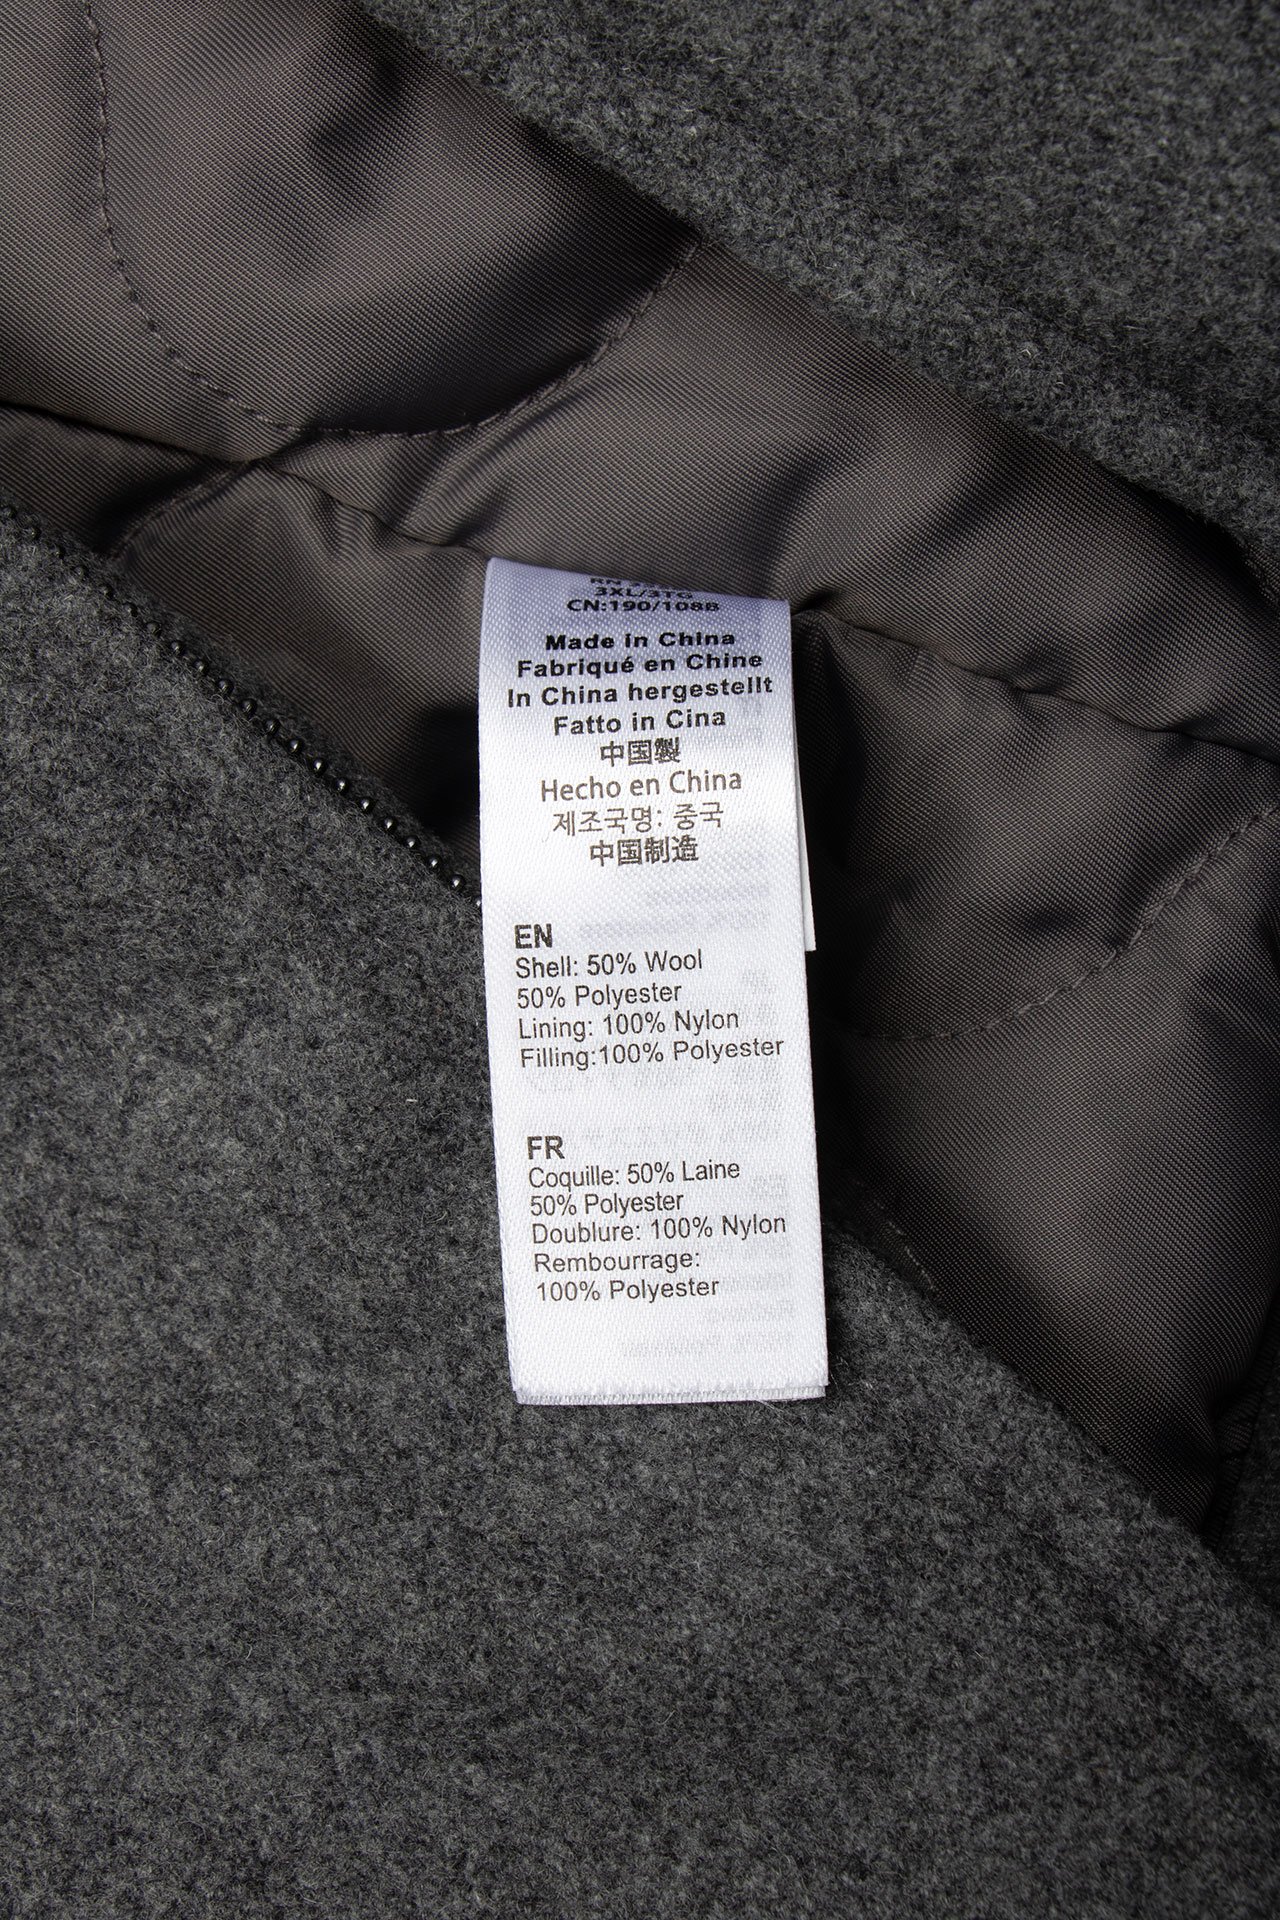 3XL/3TG
CN:190/108B
Made in China
Fabriqué en Chine
In China hergestellt
Fatto in Cina
中国製
Hecho en China
제조국명: 중국
中国制造
EN
Shell: 50% Wool
50% Polyester
Lining: 100% Nylon
Filling:100% Polyester
FR
Coquille: 50% Laine
50% Polyester
Doublure: 100% Nylon
Rembourrage:
100% Polyester